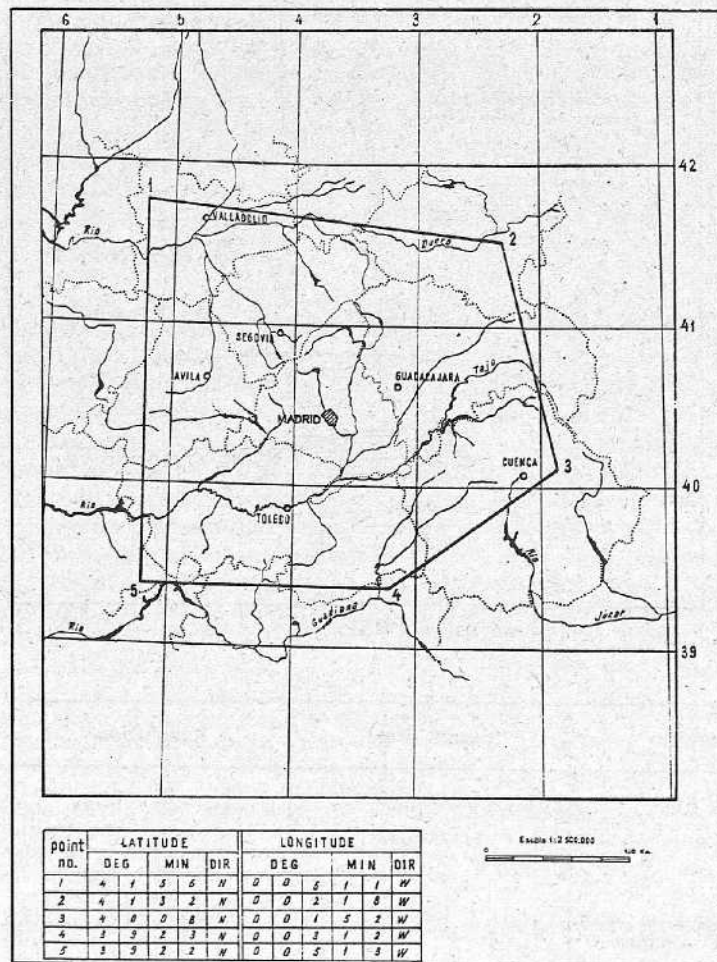 6 5 4 3 2 1 4
42
1
VALLADOLID
Rio
Duero
2
41
SEGOVIA
AVILA
GUADALAJARA
Tajo
MADRID
CUENCA
3
40
Rio
TOLEDO
Rio
5
4
Guadiana
Júcar
Rio
39
point no. LATITUDE LONGITUDE
DEG MIN DIR DEG MIN DIR
1 4 1 5 6 N 0 0 5 1 1 W
2 4 1 3 2 N 0 0 2 1 8 W
3 4 0 0 8 N 0 0 1 5 2 W
4 3 9 2 3 N 0 0 3 1 2 W
5 3 9 2 2 N 0 0 5 1 3 W
Escala 1:2 500.000
0 100 Km.